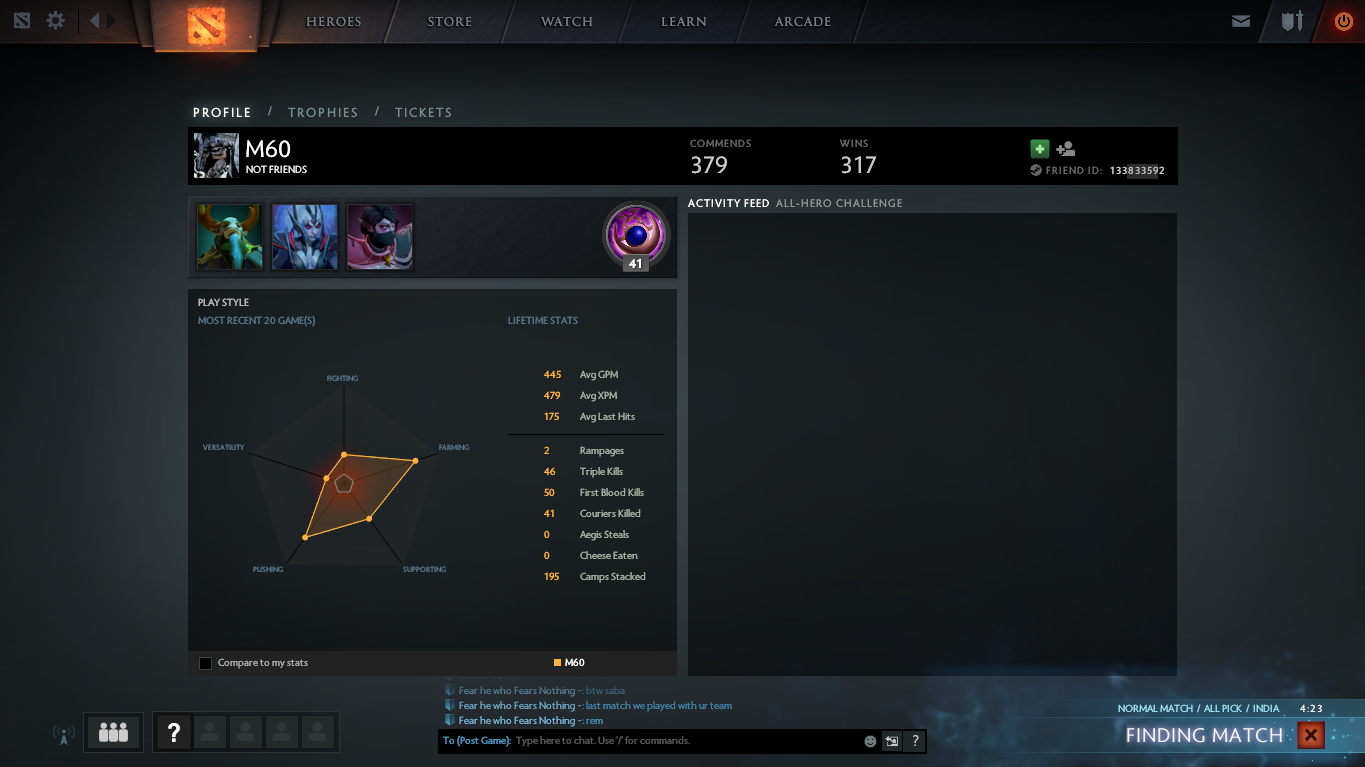 HEROES STORE WATCH LEARN ARCADE
PROFILE / TROPHIES / TICKETS
M60
NOT FRIENDS
COMMENDS
379
WINS
317
FRIEND ID: 133833592
41
ACTIVITY FEED ALL-HERO CHALLENGE
PLAY STYLE
MOST RECENT 20 GAME(S)
LIFETIME STATS
FIGHTING
VERSATILITY
FARMING
PUSHING
SUPPORTING
445 Avg GPM
479 Avg XPM
175 Avg Last Hits
2 Rampages
46 Triple Kills
50 First Blood Kills
41 Couriers Killed
0 Aegis Steals
0 Cheese Eaten
195 Camps Stacked
Compare to my stats
M60
Fear he who Fears Nothing -: btw saba
Fear he who Fears Nothing -: last match we played with ur team
Fear he who Fears Nothing -: rem
To (Post Game): Type here to chat. Use '/' for commands.
?
?
NORMAL MATCH / ALL PICK / INDIA 4:23
FINDING MATCH